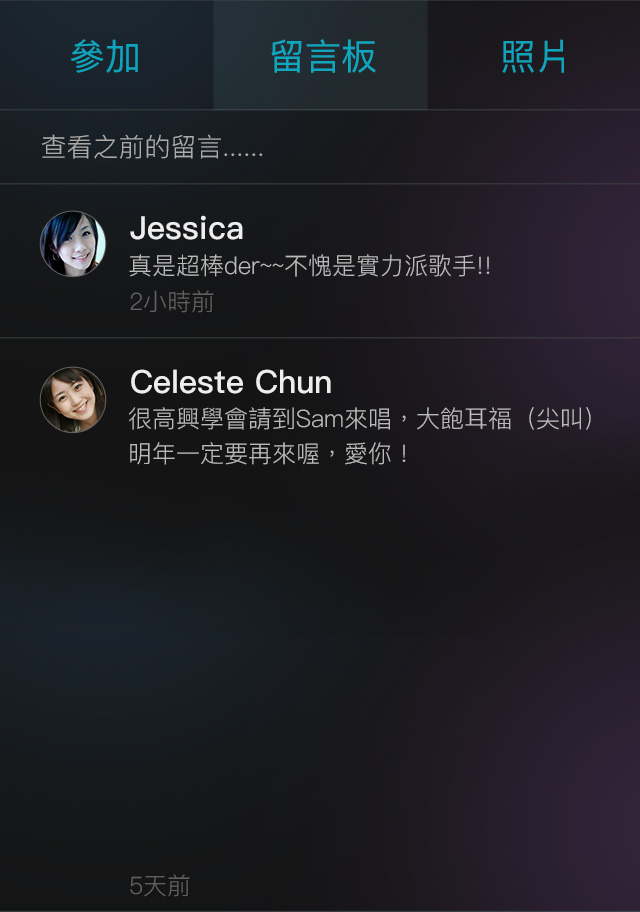 參加
留言板
照片
查看之前的留言......
Jessica
真是超棒der~~不愧是實力派歌手!!
2小時前
Celeste Chun
很高興學會請到Sam來唱，大飽耳福（尖叫）
明年一定要再來喔，愛你！
5天前